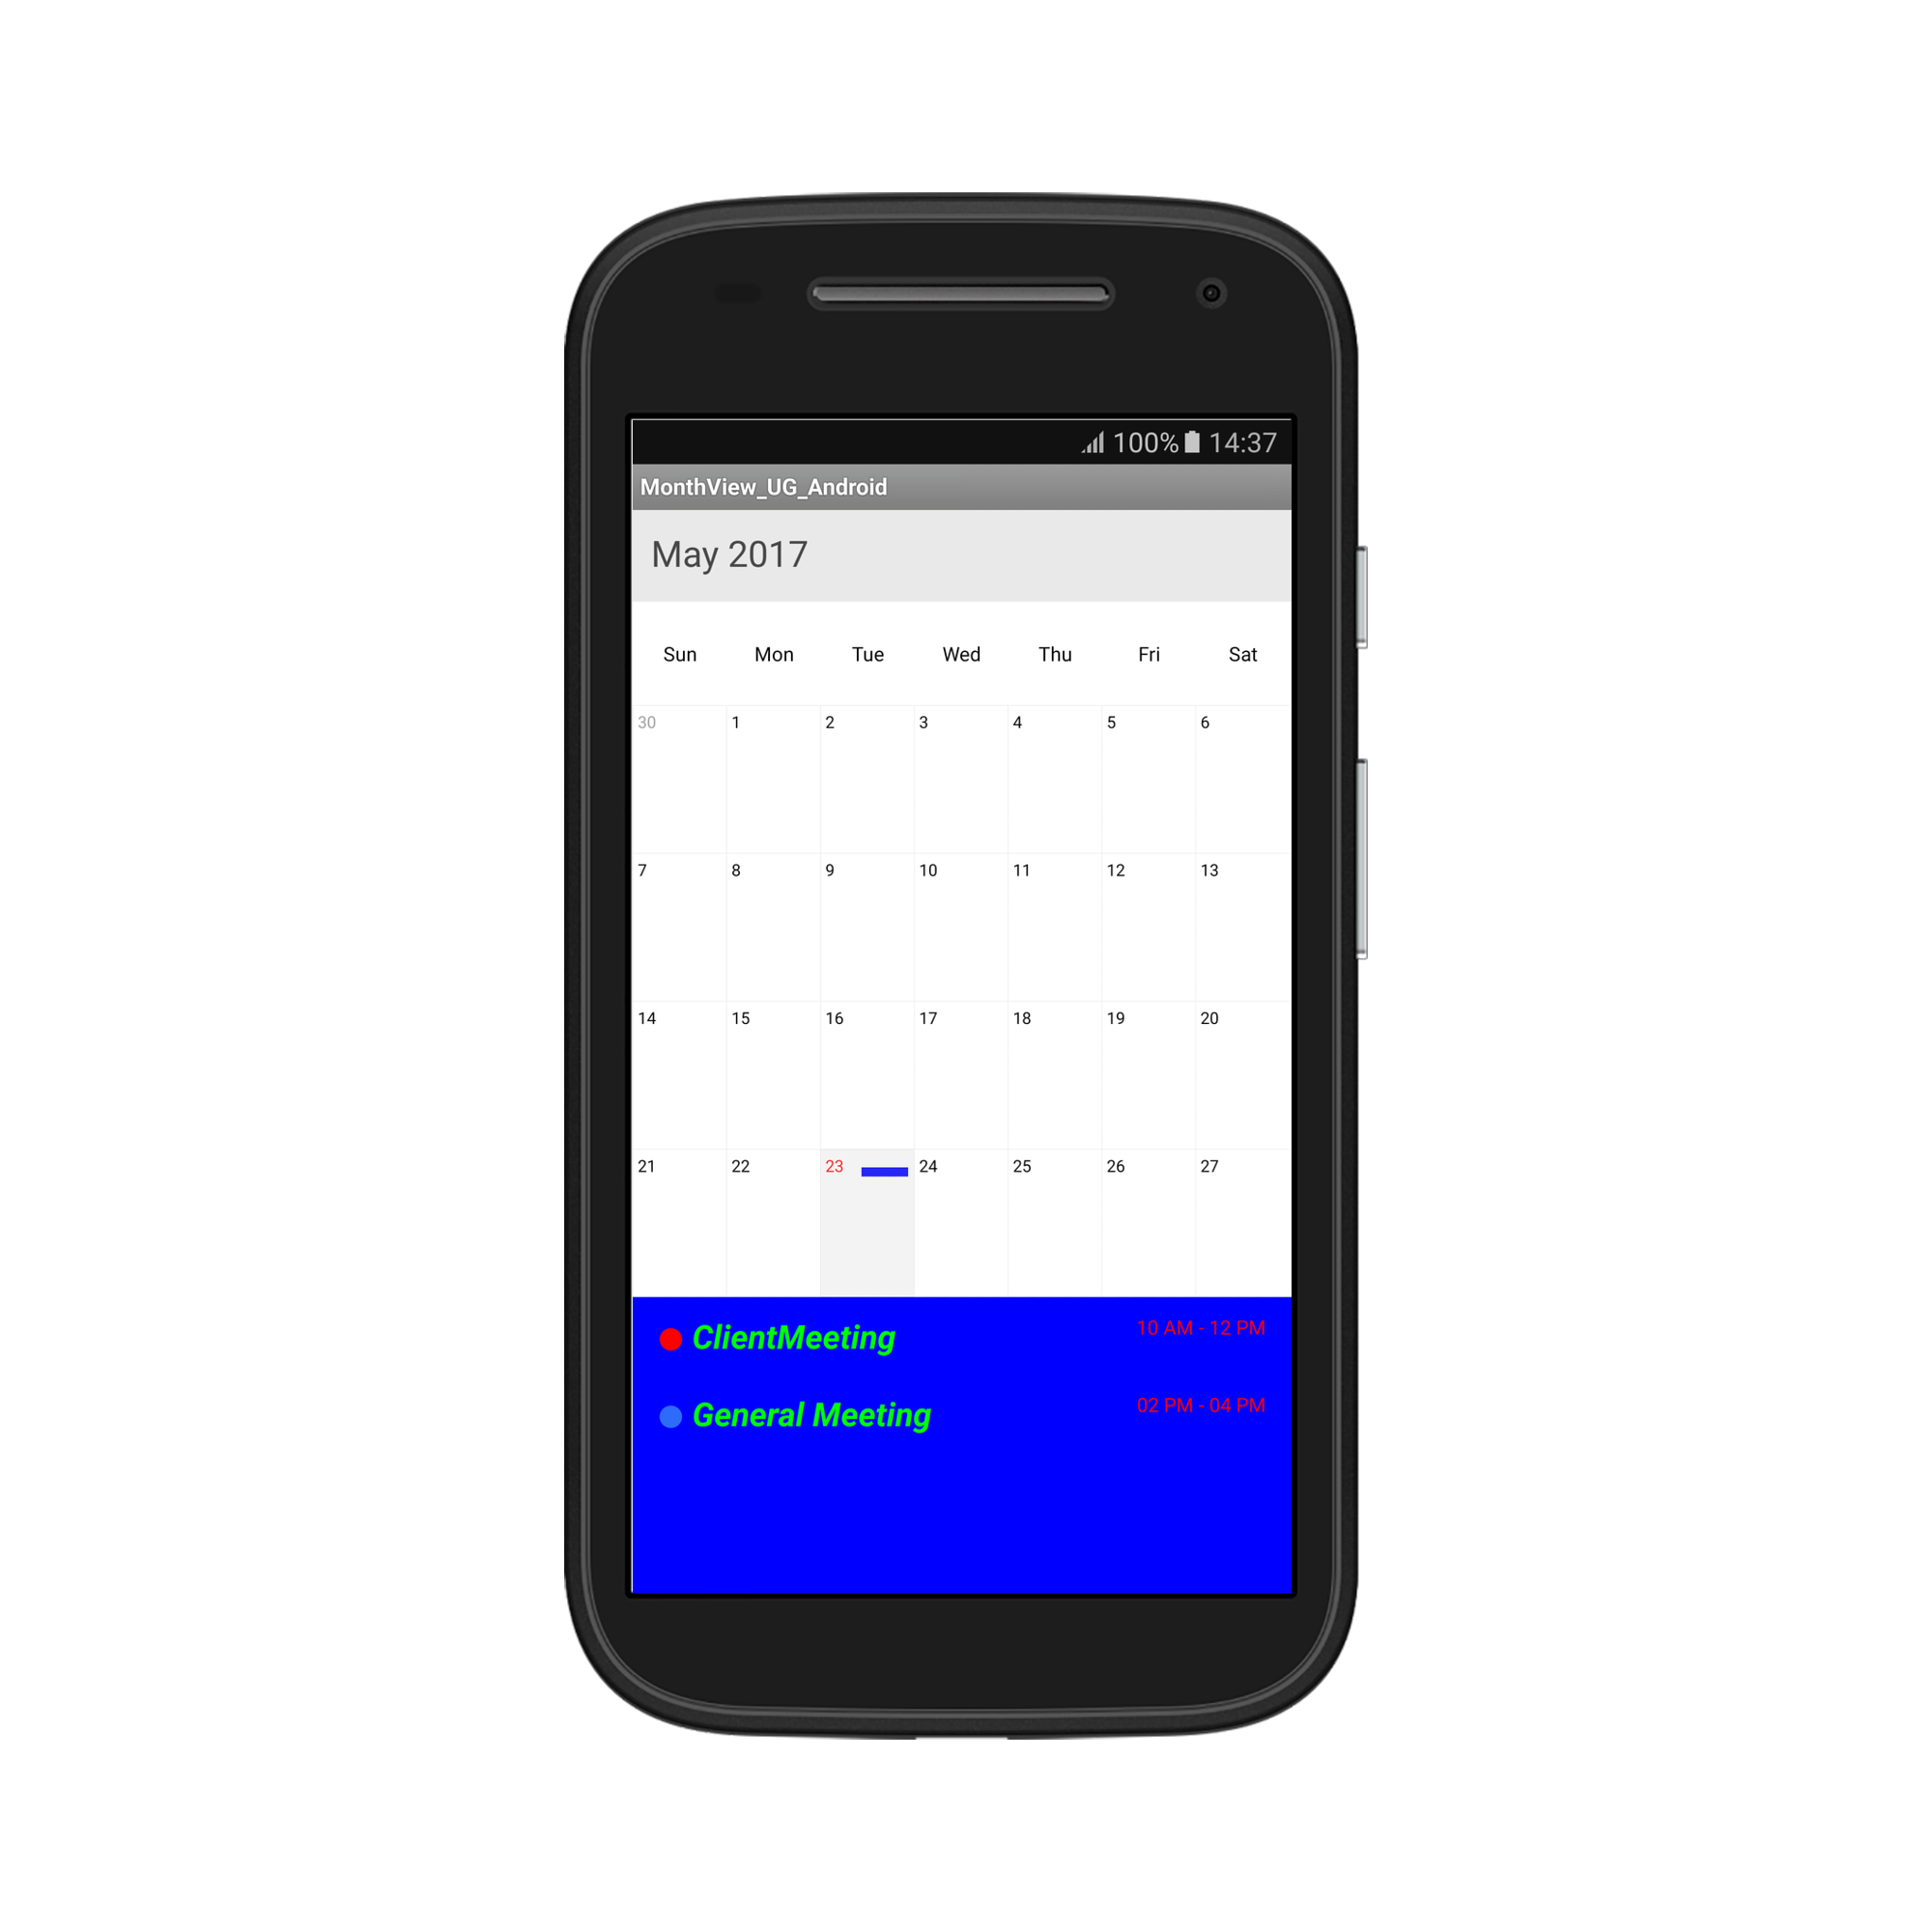 100% 14:37
MonthView_UG_Android
May 2017
Sun Mon Tue Wed Thu Fri Sat
30 1 2 3 4 5 6
7 8 9 10 11 12 13
14 15 16 17 18 19 20
21 22 23 24 25 26 27
ClientMeeting 10 AM - 12 PM
General Meeting 02 PM - 04 PM